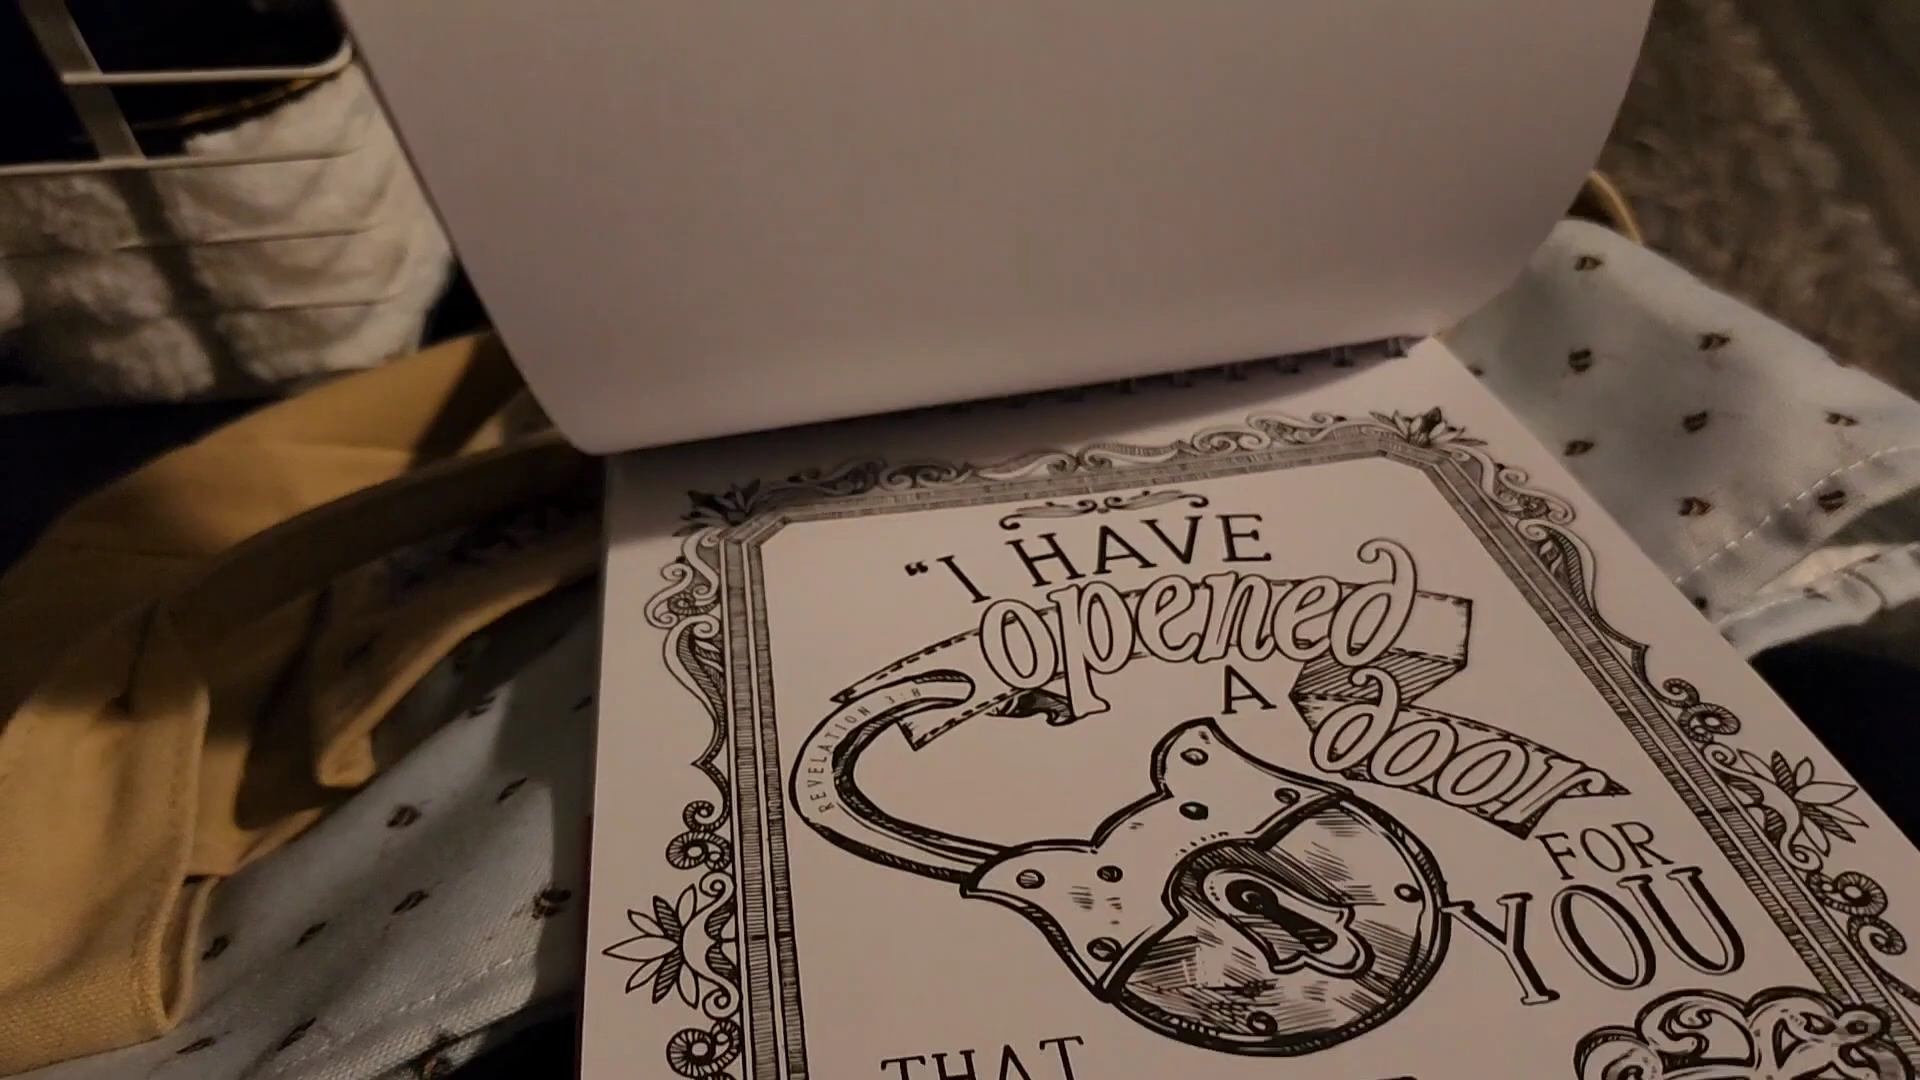 “I HAVE
opened
A
door
FOR
YOU
THAT
REVELATION 3:8